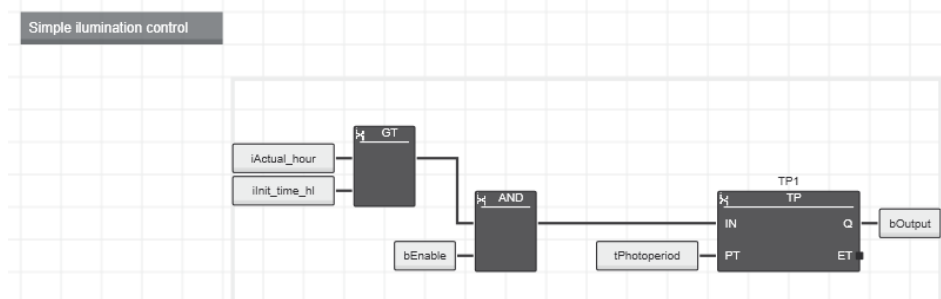 Simple ilumination control
GT
iActual_hour
iInit_time_hl
AND
bEnable
TP1
TP
IN
Q
bOutput
tPhotoperiod
PT
ET